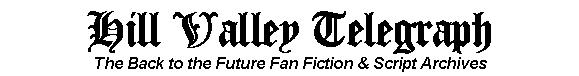 Hill Valley Telegraph
The Back to the Future Fan Fiction & Script Archives